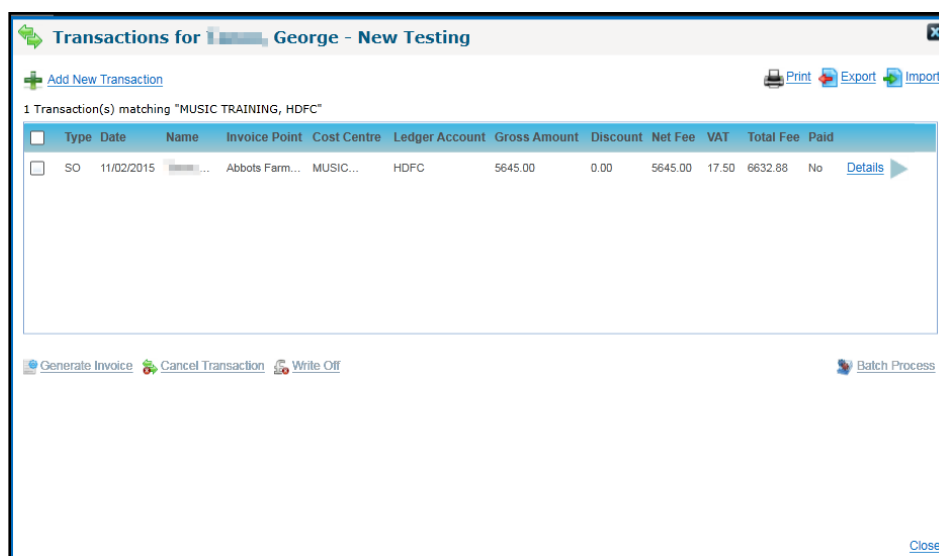 Transactions for George - New Testing
Add New Transaction
Print Export Import
1 Transaction(s) matching "MUSIC TRAINING, HDFC"
Type Date Name Invoice Point Cost Centre Ledger Account Gross Amount Discount Net Fee VAT Total Fee Paid
SO 11/02/2015 Abbots Farm... MUSIC... HDFC 5645.00 0.00 5645.00 17.50 6632.88 No Details
Generate Invoice Cancel Transaction Write Off Batch Process
Close